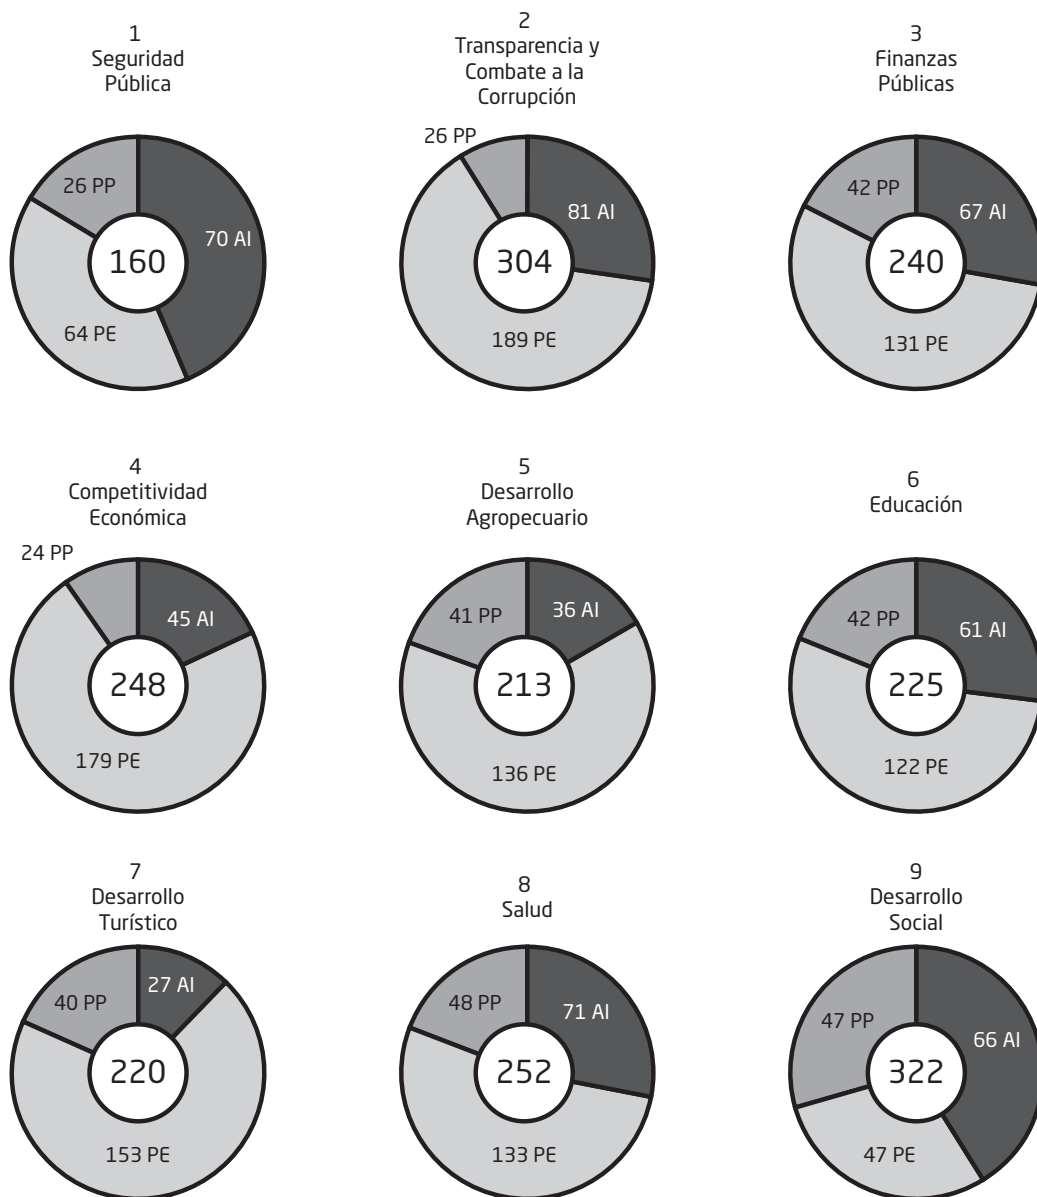 1
Seguridad
Pública
26 PP
70 AI
160
64 PE
2
Transparencia y
Combate a la
Corrupción
26 PP
81 AI
304
189 PE
3
Finanzas
Públicas
42 PP
67 AI
240
131 PE
4
Competitividad
Económica
24 PP
45 AI
248
179 PE
5
Desarrollo
Agropecuario
41 PP
36 AI
213
136 PE
6
Educación
42 PP
61 AI
225
122 PE
7
Desarrollo
Turístico
40 PP
27 AI
220
153 PE
8
Salud
48 PP
71 AI
252
133 PE
9
Desarrollo
Social
47 PP
66 AI
322
47 PE